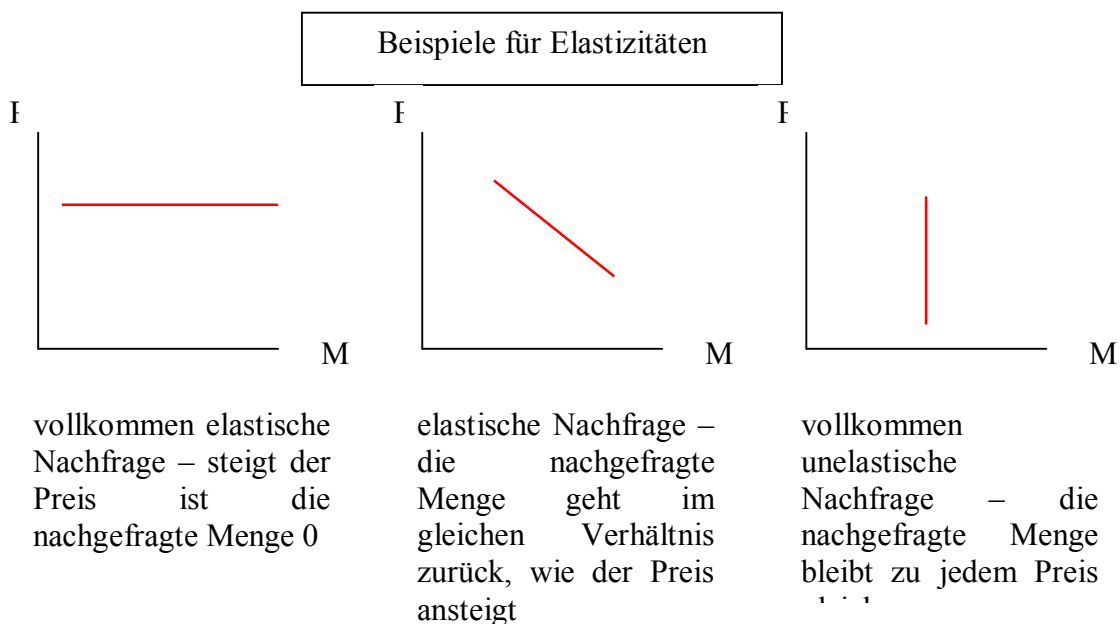 Beispiele für Elastizitäten
M
M
M
vollkommen elastische
Nachfrage – steigt der
Preis ist die
nachgefragte Menge 0
elastische Nachfrage –
die nachgefragte
Menge geht im
gleichen Verhältnis
zurück, wie der Preis
ansteigt
vollkommen
unelastische
Nachfrage – die
nachgefragte Menge
bleibt zu jedem Preis